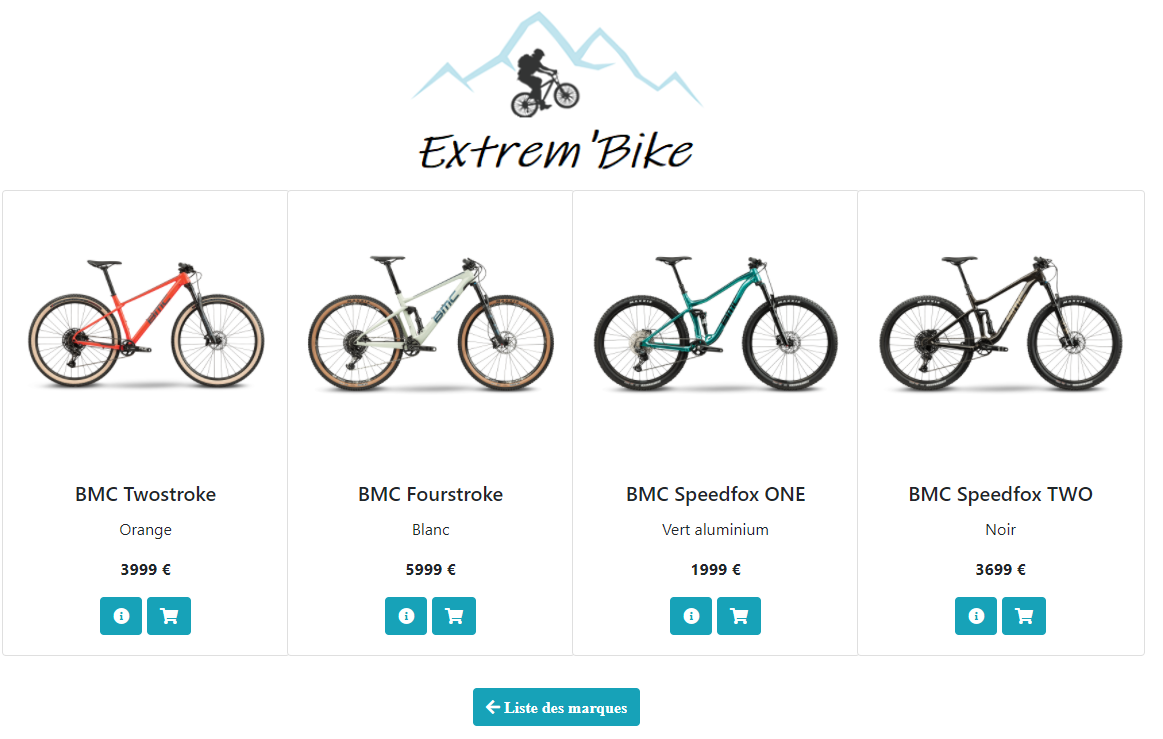 Extrem'Bike
BMC
BMC Twostroke
Orange
3999 €
BMC Fourstroke
Blanc
5999 €
BMC Speedfox ONE
Vert aluminium
1999 €
BMC Speedfox TWO
Noir
3699 €
Liste des marques